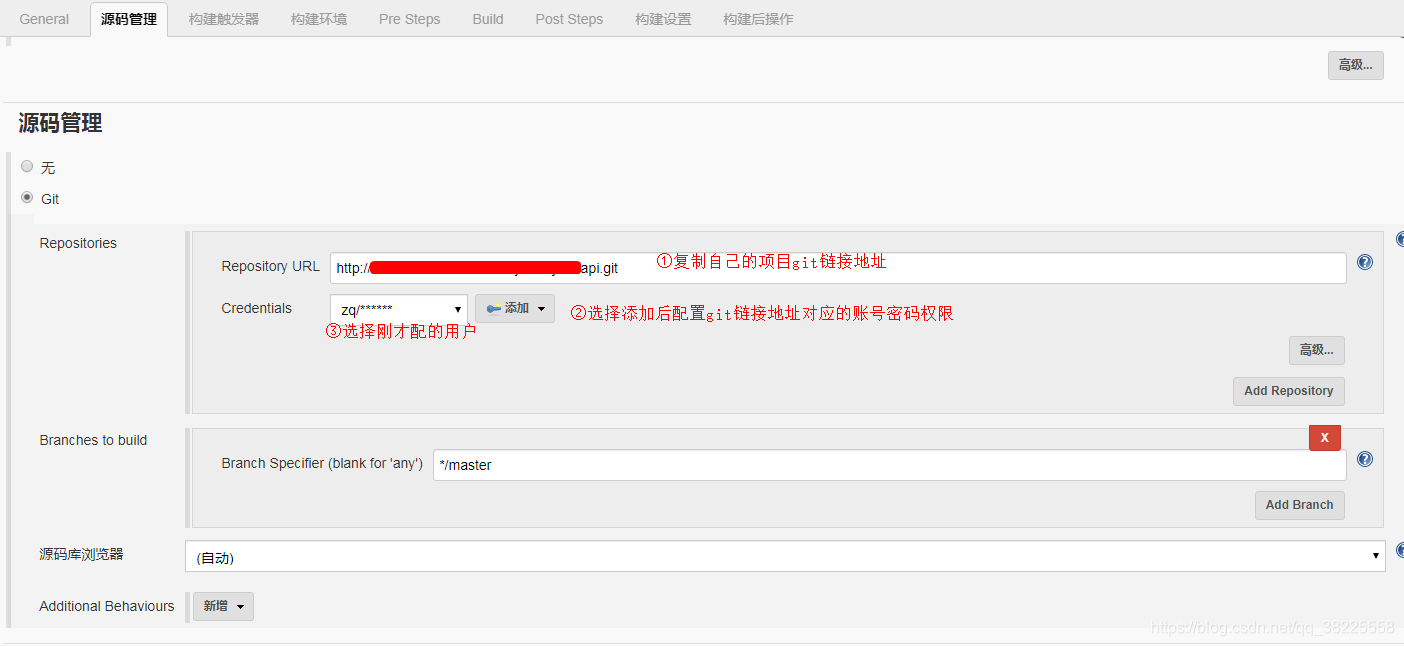 General 源码管理 构建触发器 构建环境 Pre Steps Build Post Steps 构建设置 构建后操作
高级...
源码管理
无
Git
Repositories
Repository URL http:// api.git ①复制自己的项目git链接地址
Credentials zq/****** 添加 ②选择添加后配置git链接地址对应的账号密码权限
③选择刚才配的用户
高级...
Add Repository
Branches to build
X
Branch Specifier (blank for 'any') */master
Add Branch
源码库浏览器 (自动)
Additional Behaviours 新增
https://blog.csdn.net/qq_38225558